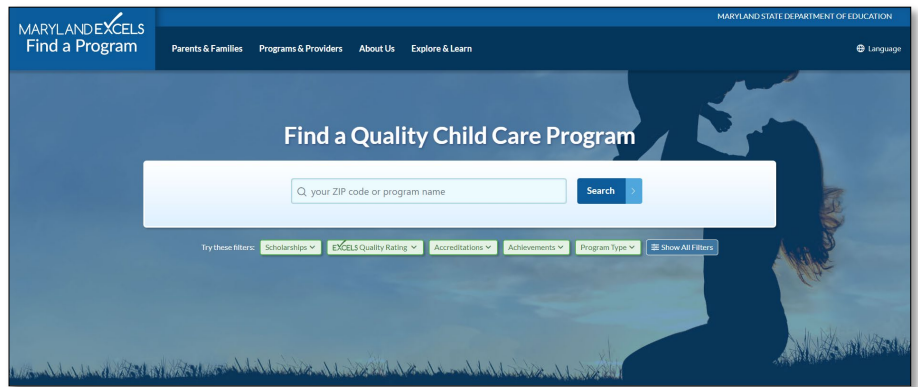 MARYLAND STATE DEPARTMENT OF EDUCATION
MARYLAND EXCELS
Find a Program
Parents & Families Programs & Providers About Us Explore & Learn
Language
Find a Quality Child Care Program
your ZIP code or program name
Search
Try these filters: Scholarships EXCELS Quality Rating Accreditations Achievements Program Type Show All Filters